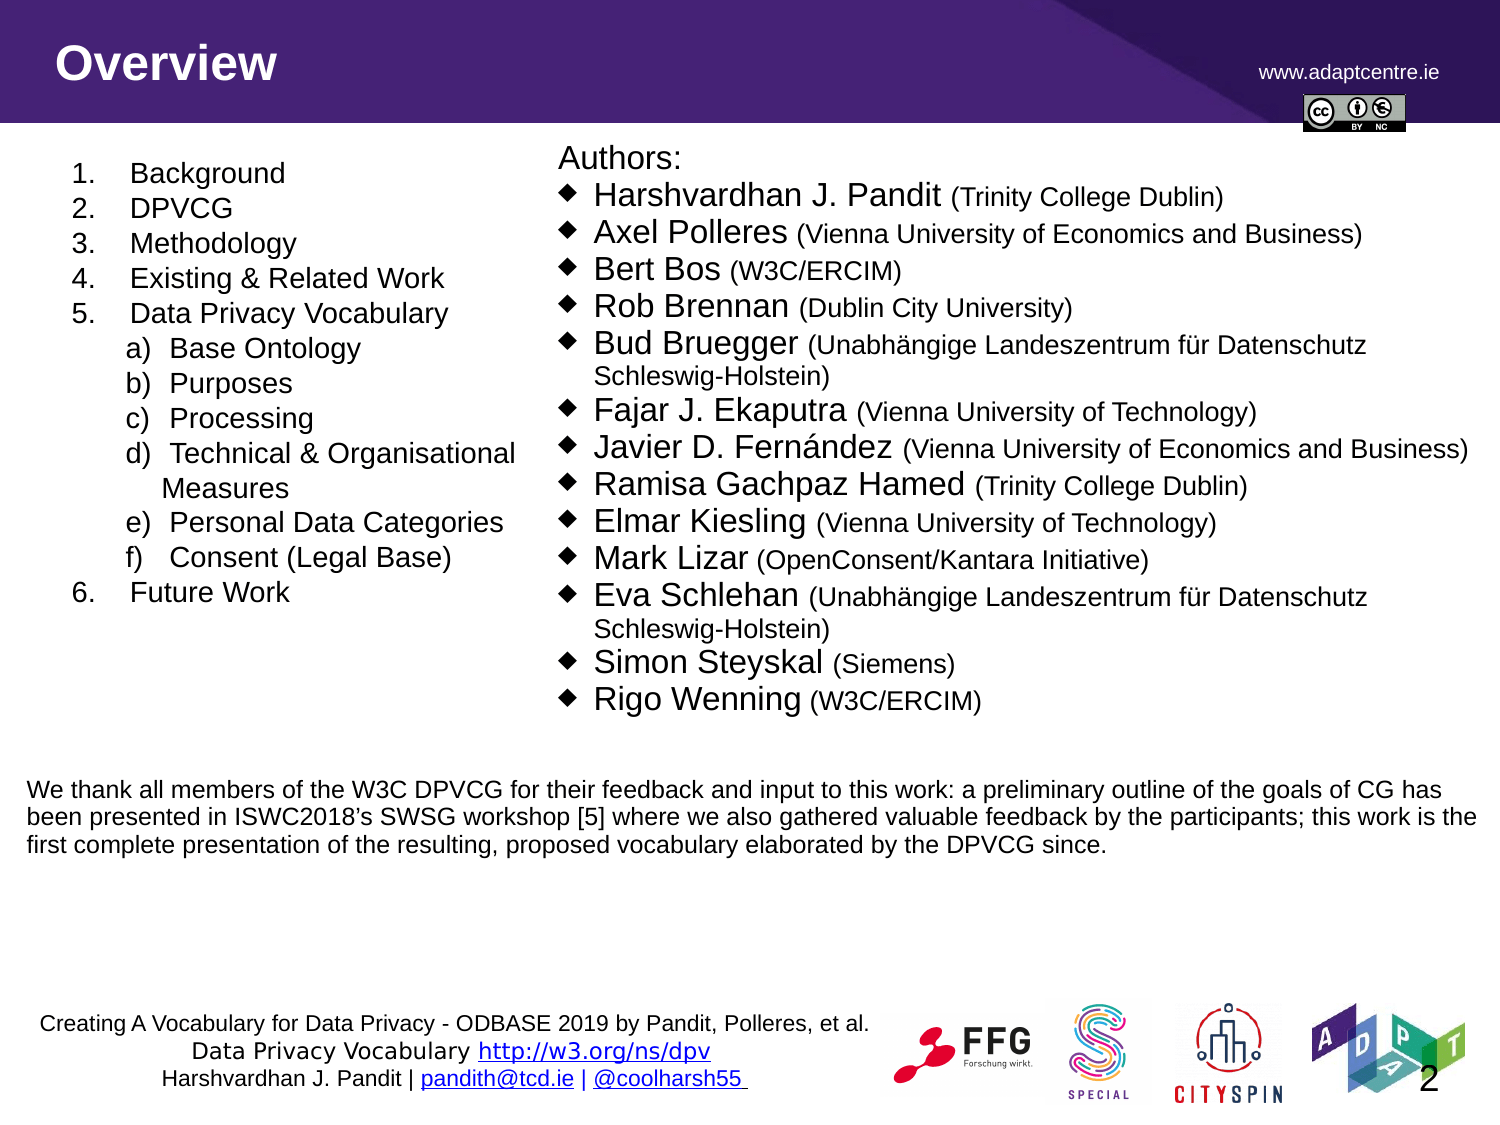 Overview
www.adaptcentre.ie
cc BY NC
1. Background
2. DPVCG
3. Methodology
4. Existing & Related Work
5. Data Privacy Vocabulary
a) Base Ontology
b) Purposes
c) Processing
d) Technical & Organisational
Measures
e) Personal Data Categories
f) Consent (Legal Base)
6. Future Work
Authors:
◆ Harshvardhan J. Pandit (Trinity College Dublin)
◆ Axel Polleres (Vienna University of Economics and Business)
◆ Bert Bos (W3C/ERCIM)
◆ Rob Brennan (Dublin City University)
◆ Bud Bruegger (Unabhängige Landeszentrum für Datenschutz
Schleswig-Holstein)
◆ Fajar J. Ekaputra (Vienna University of Technology)
◆ Javier D. Fernández (Vienna University of Economics and Business)
◆ Ramisa Gachpaz Hamed (Trinity College Dublin)
◆ Elmar Kiesling (Vienna University of Technology)
◆ Mark Lizar (OpenConsent/Kantara Initiative)
◆ Eva Schlehan (Unabhängige Landeszentrum für Datenschutz
Schleswig-Holstein)
◆ Simon Steyskal (Siemens)
◆ Rigo Wenning (W3C/ERCIM)
We thank all members of the W3C DPVCG for their feedback and input to this work: a preliminary outline of the goals of CG has
been presented in ISWC2018’s SWSG workshop [5] where we also gathered valuable feedback by the participants; this work is the
first complete presentation of the resulting, proposed vocabulary elaborated by the DPVCG since.
Creating A Vocabulary for Data Privacy - ODBASE 2019 by Pandit, Polleres, et al.
Data Privacy Vocabulary http://w3.org/ns/dpv
Harshvardhan J. Pandit | pandith@tcd.ie | @coolharsh55
FFG
Forschung wirkt.
SPECIAL
CITYSPIN
ADAPT
2